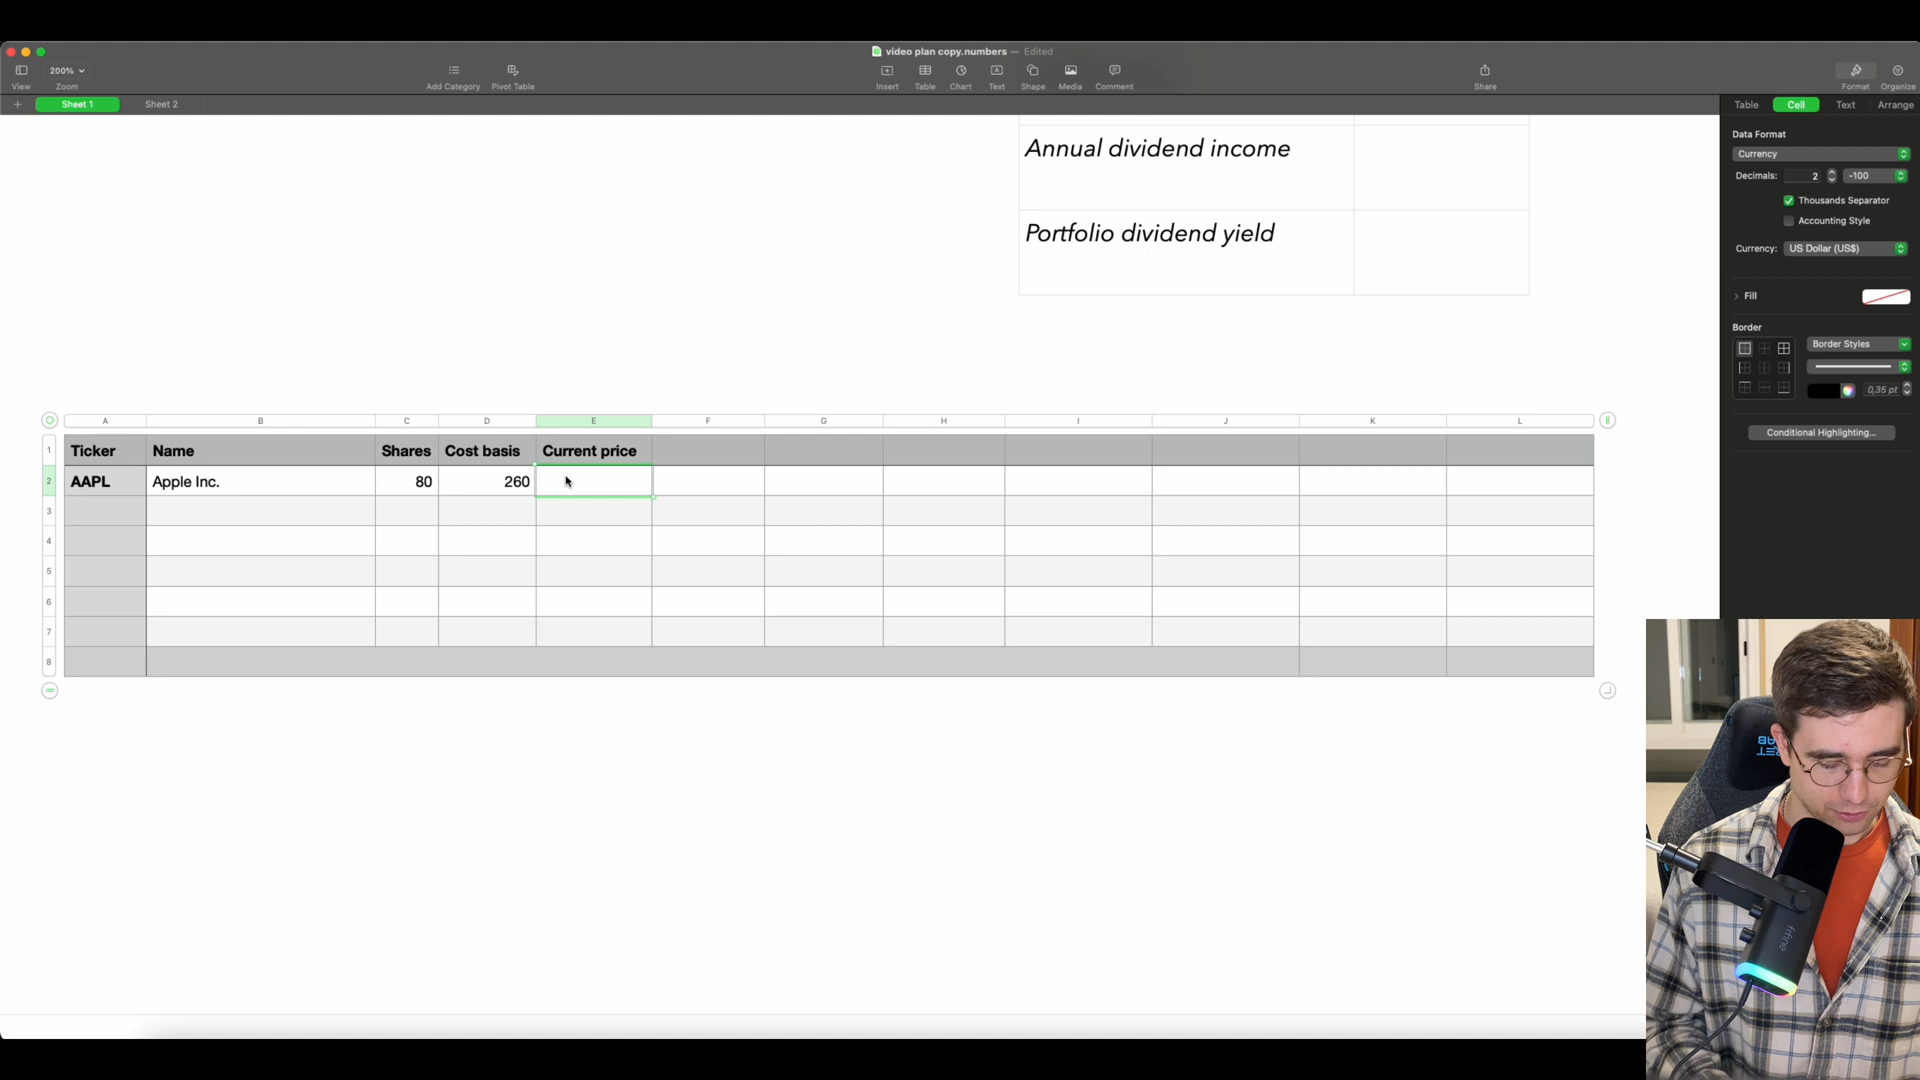 video plan copy.numbers — Edited
200%
View
Zoom
Add Category
Pivot Table
Insert
Table
Chart
Text
Shape
Media
Comment
Share
Format
Organize
+
Sheet 1
Sheet 2
Table
Cell
Text
Arrange
Data Format
Currency
Decimals: 2 -100
Thousands Separator
Accounting Style
Currency: US Dollar (US$)
Fill
Border
Border Styles
0,35 pt
Conditional Highlighting...
Annual dividend income
Portfolio dividend yield
A B C D E F G H I J K L
1 Ticker Name Shares Cost basis Current price
2 AAPL Apple Inc. 80 260
3
4
5
6
7
8
fifine